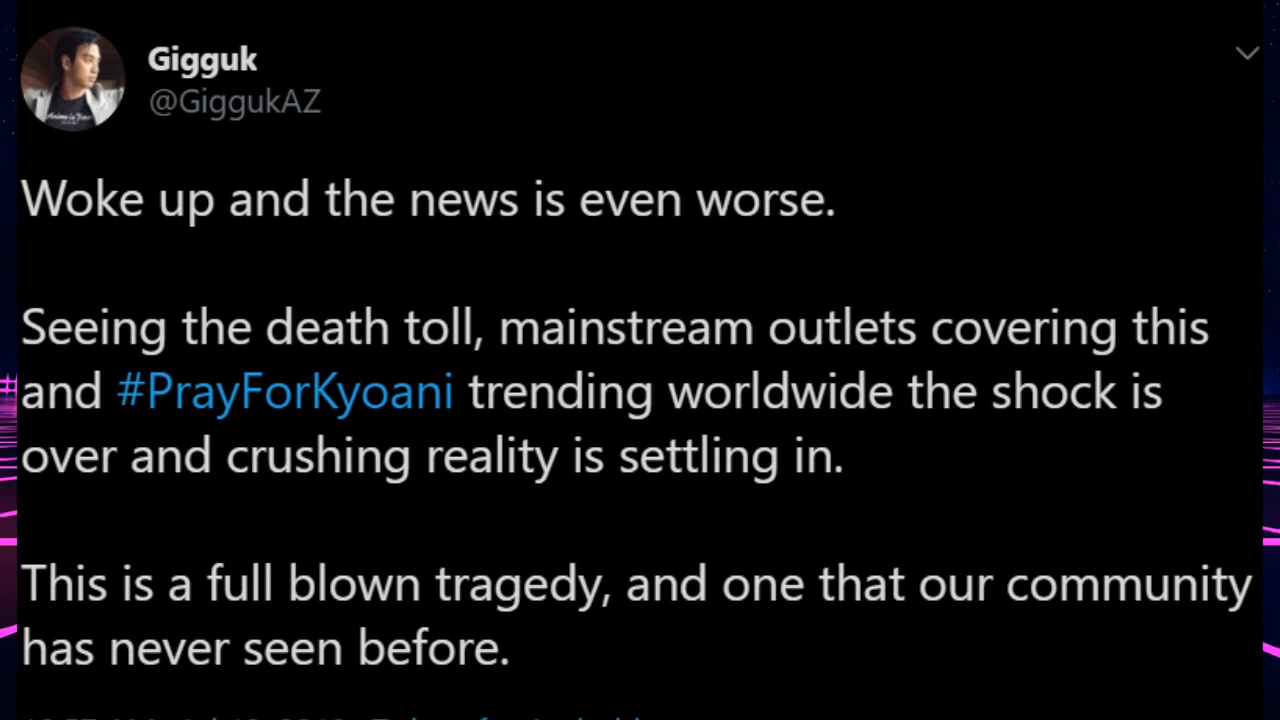 Gigguk
@GiggukAZ
Woke up and the news is even worse.
Seeing the death toll, mainstream outlets covering this
and #PrayForKyoani trending worldwide the shock is
over and crushing reality is settling in.
This is a full blown tragedy, and one that our community
has never seen before.